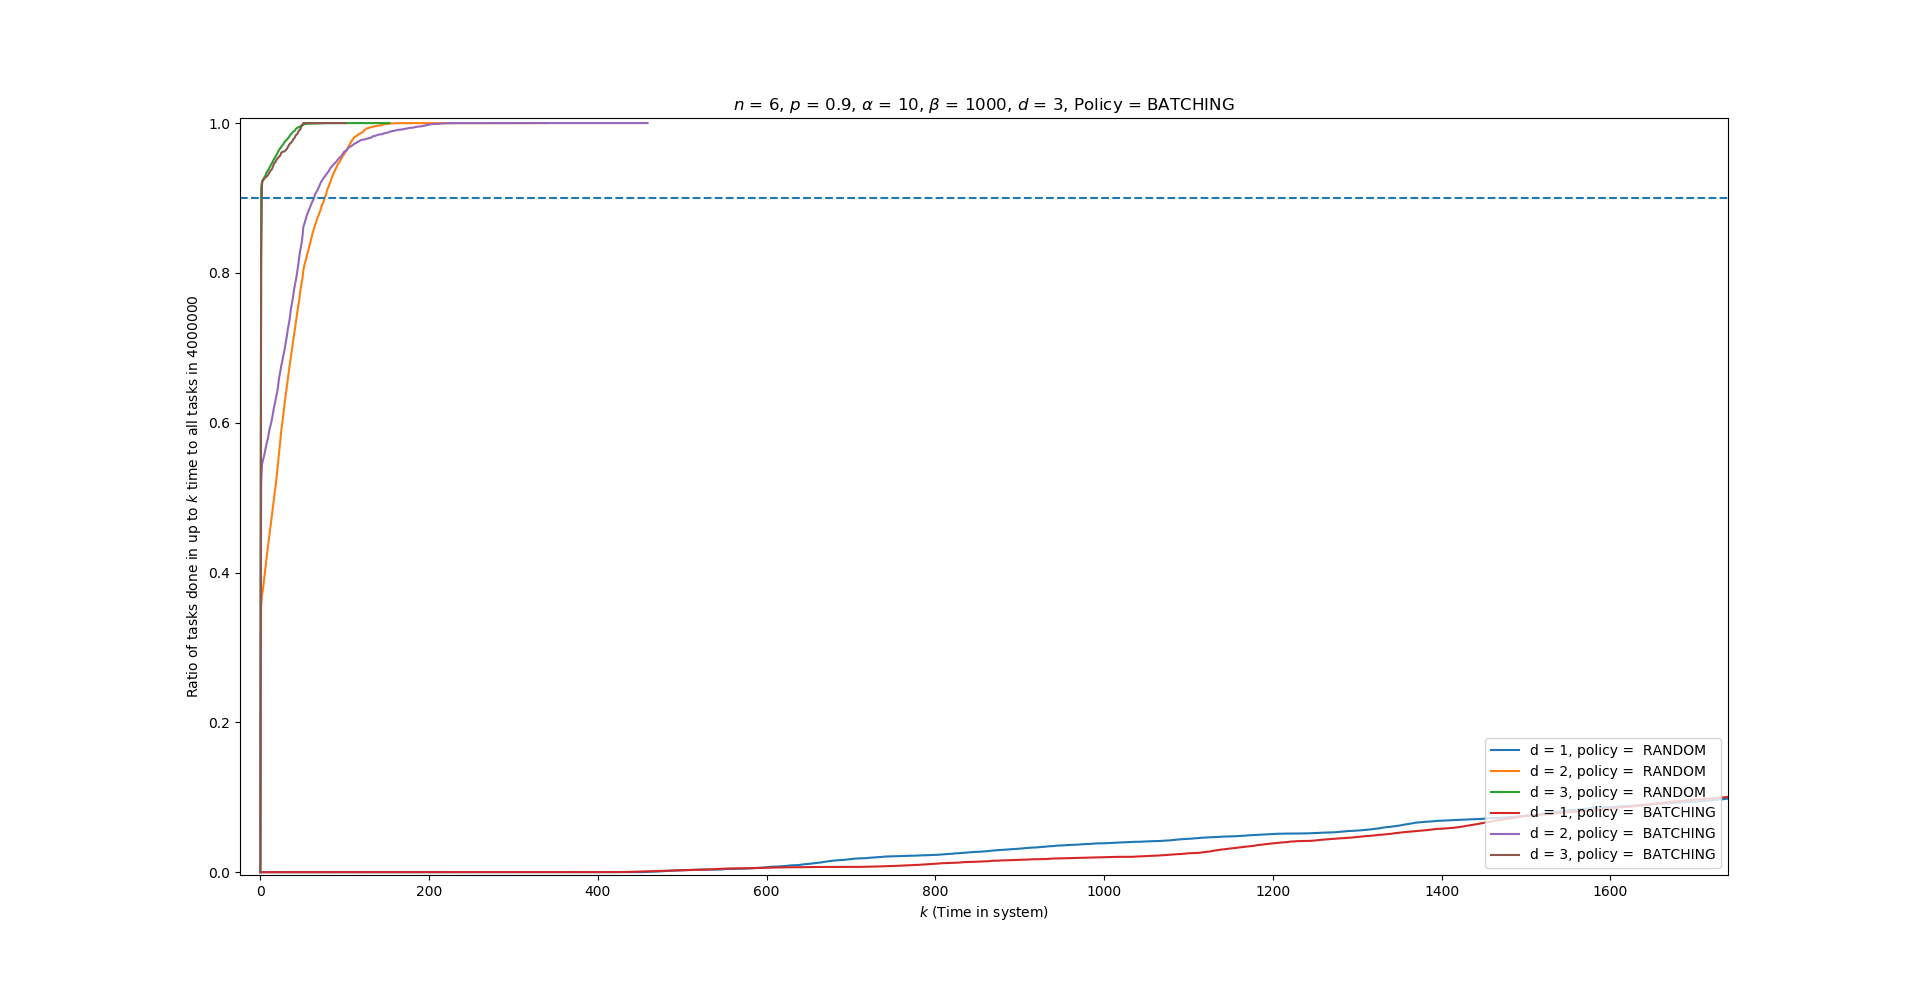 n = 6, p = 0.9, α = 10, β = 1000, d = 3, Policy = BATCHING
Ratio of tasks done in up to k time to all tasks in 4000000
1.0
0.8
0.6
0.4
0.2
0.0
d = 1, policy = RANDOM
d = 2, policy = RANDOM
d = 3, policy = RANDOM
d = 1, policy = BATCHING
d = 2, policy = BATCHING
d = 3, policy = BATCHING
0 200 400 600 800 1000 1200 1400 1600
k (Time in system)